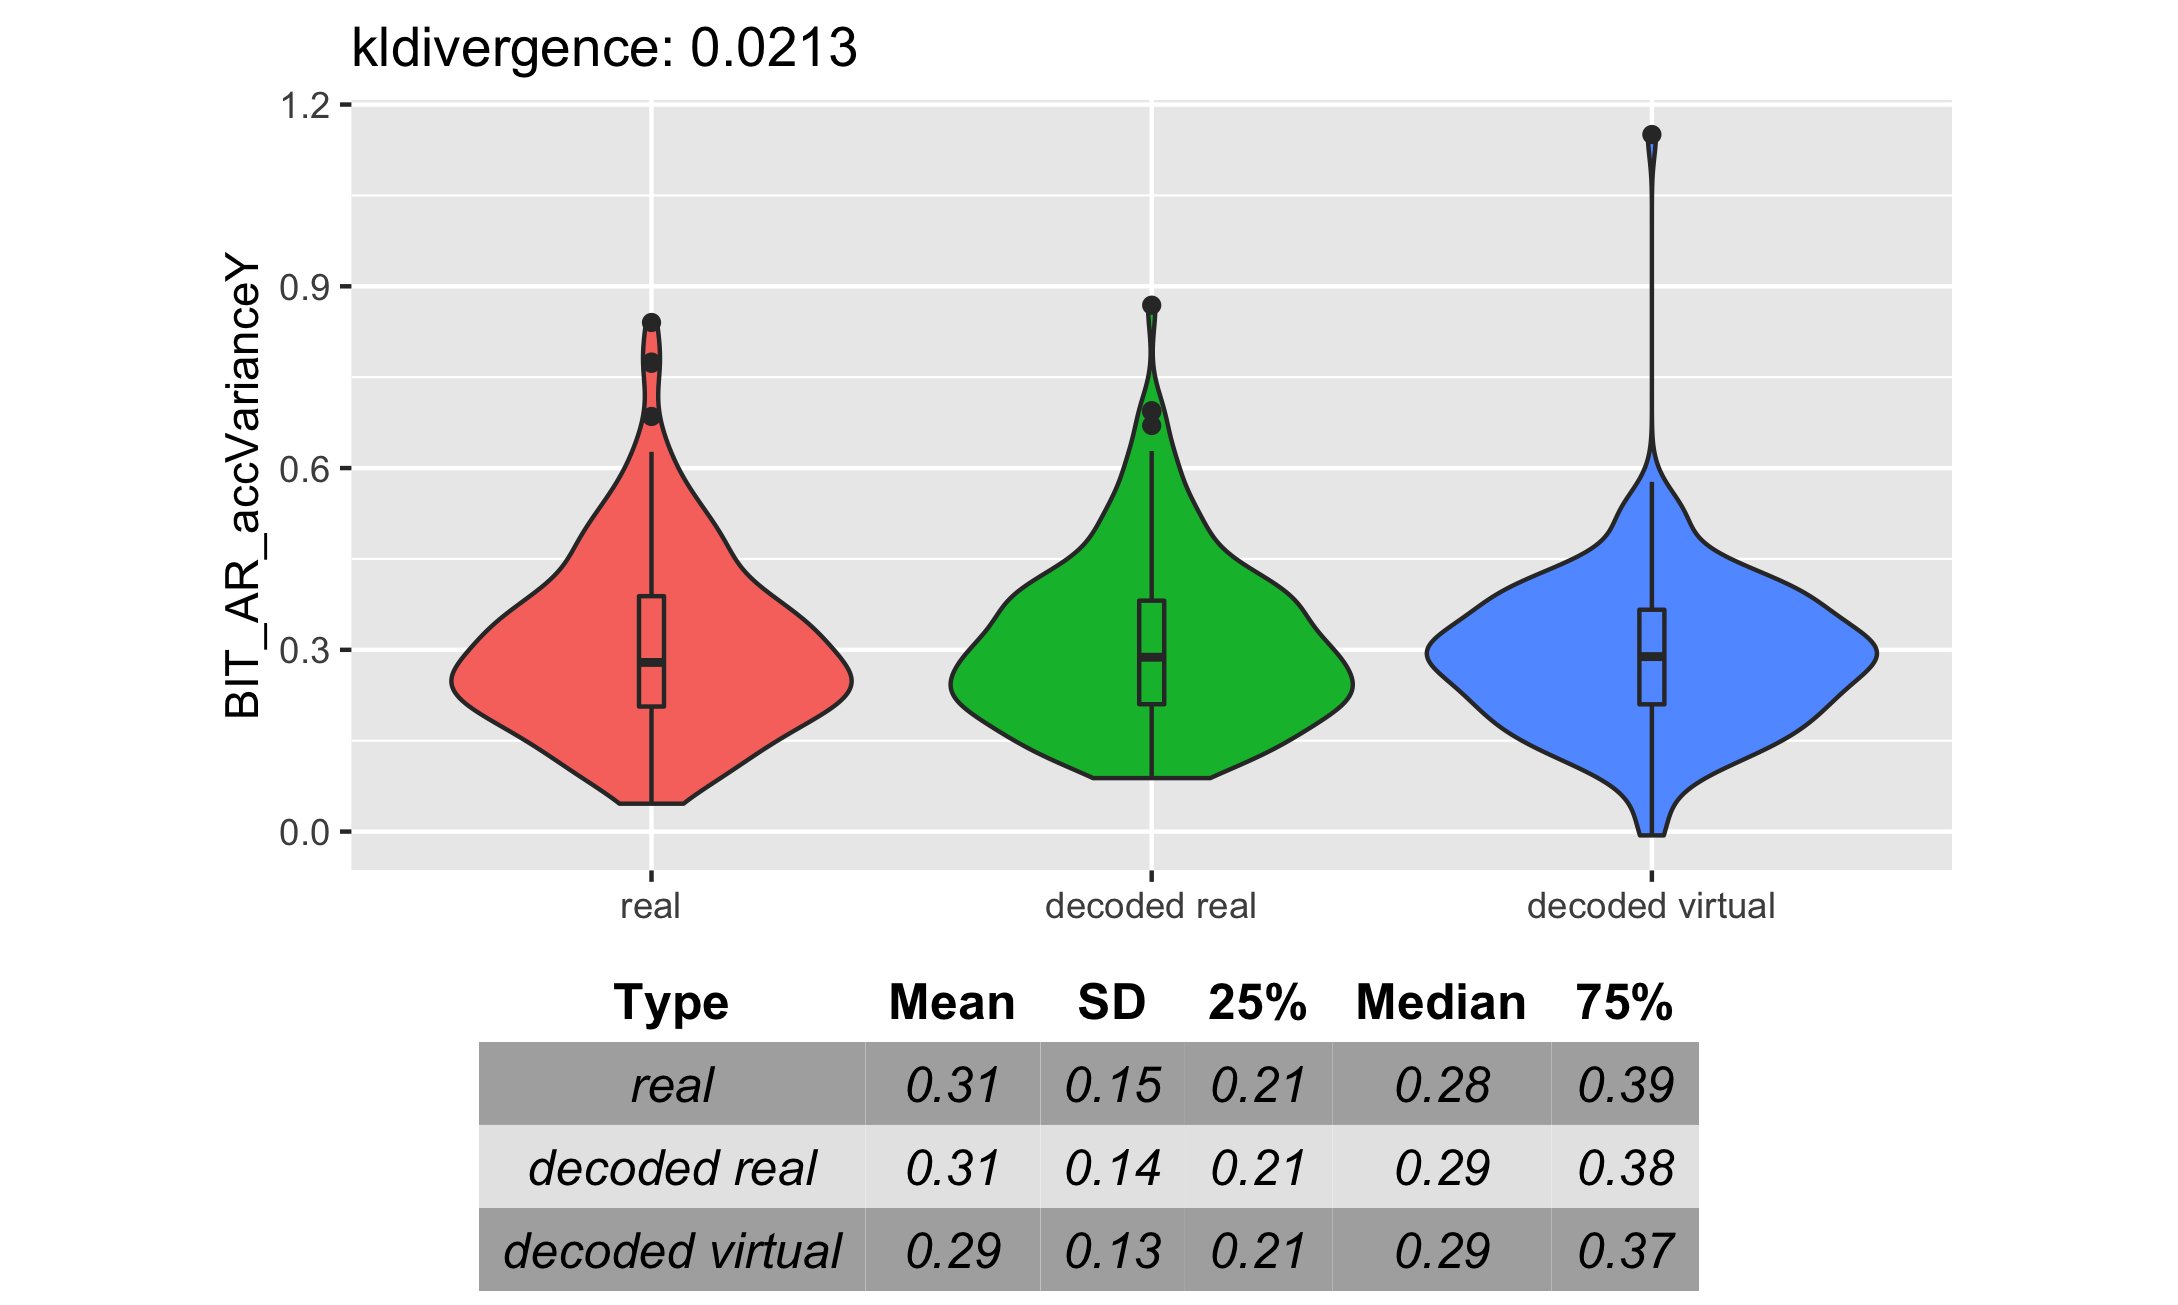 kldivergence: 0.0213
BIT_AR_accVarianceY
1.2
0.9
0.6
0.3
0.0
real decoded real decoded virtual
Type Mean SD 25% Median 75%
real 0.31 0.15 0.21 0.28 0.39
decoded real 0.31 0.14 0.21 0.29 0.38
decoded virtual 0.29 0.13 0.21 0.29 0.37